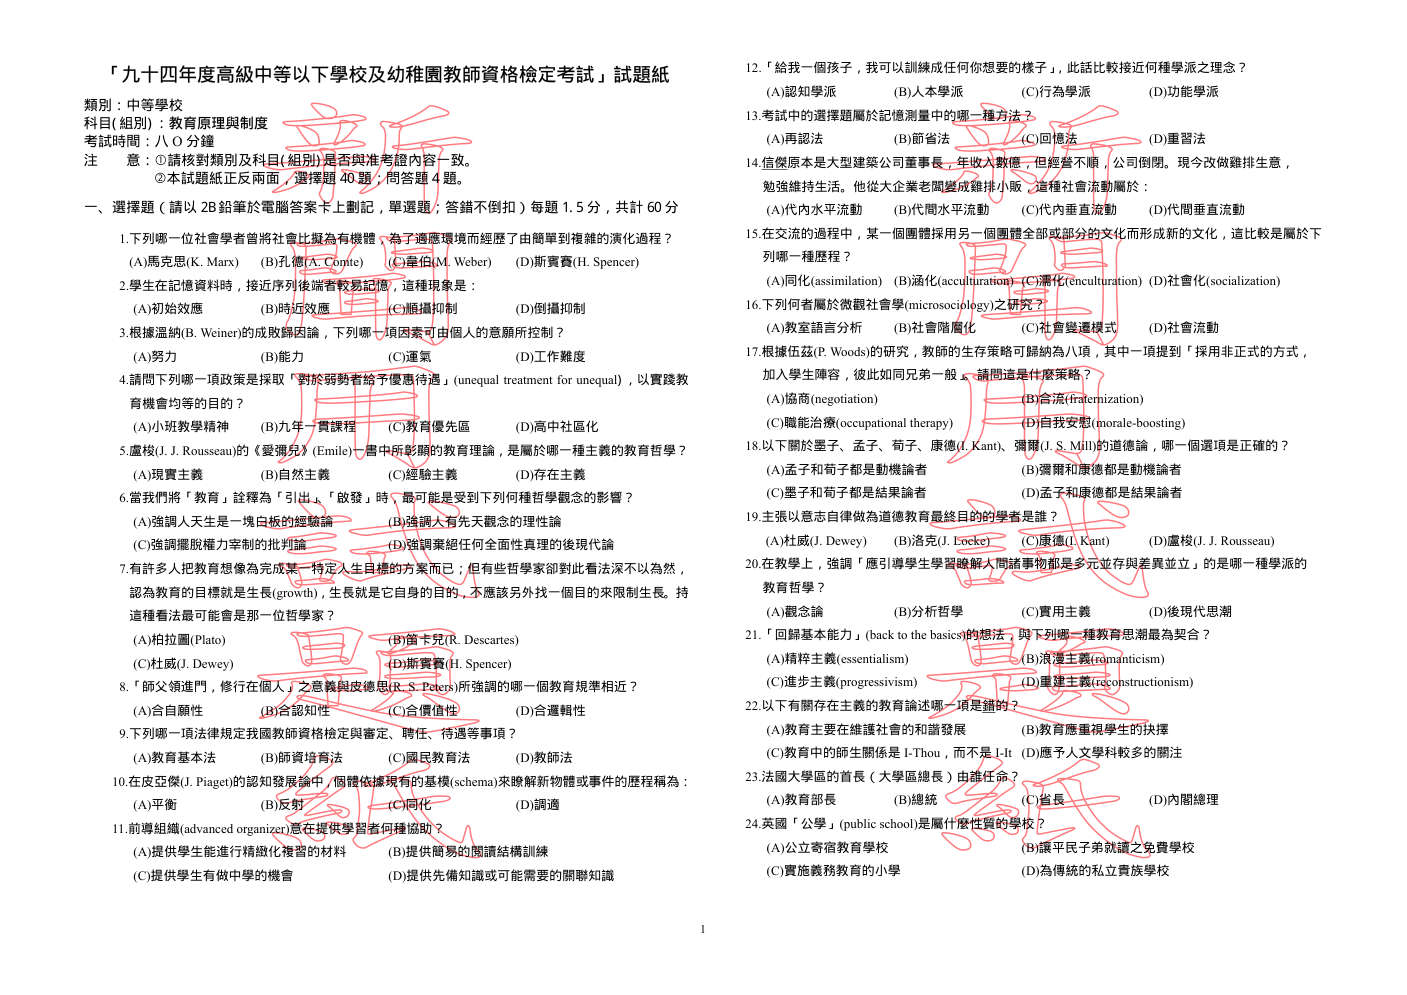 「九十四年度高級中等以下學校及幼稚園教師資格檢定考試」試題紙
類別：中等學校
科目(組別)：教育原理與制度
考試時間：八O分鐘
注　　意：①請核對類別及科目(組別)是否與准考證內容一致。
②本試題紙正反兩面，選擇題 40 題；問答題 4 題。
一、選擇題（請以 2B 鉛筆於電腦答案卡上劃記，單選題；答錯不倒扣）每題 1.5 分，共計 60 分
1.下列哪一位社會學者曾將社會比擬為有機體，為了適應環境而經歷了由簡單到複雜的演化過程？
(A)馬克思(K. Marx) (B)孔德(A. Comte) (C)韋伯(M. Weber) (D)斯賓賽(H. Spencer)
2.學生在記憶資料時，接近序列後端者較易記憶，這種現象是：
(A)初始效應 (B)時近效應 (C)順攝抑制 (D)倒攝抑制
3.根據溫納(B. Weiner)的成敗歸因論，下列哪一項因素可由個人的意願所控制？
(A)努力 (B)能力 (C)運氣 (D)工作難度
4.請問下列哪一項政策是採取「對於弱勢者給予優惠待遇」(unequal treatment for unequal)，以實踐教
育機會均等的目的？
(A)小班教學精神 (B)九年一貫課程 (C)教育優先區 (D)高中社區化
5.盧梭(J. J. Rousseau)的《愛彌兒》(Emile)一書中所彰顯的教育理論，是屬於哪一種主義的教育哲學？
(A)現實主義 (B)自然主義 (C)經驗主義 (D)存在主義
6.當我們將「教育」詮釋為「引出」、「啟發」時，最可能是受到下列何種哲學觀念的影響？
(A)強調人天生是一塊白板的經驗論 (B)強調人有先天觀念的理性論
(C)強調擺脫權力宰制的批判論 (D)強調棄絕任何全面性真理的後現代論
7.有許多人把教育想像為完成某一特定人生目標的方案而已；但有些哲學家卻對此看法深不以為然，
認為教育的目標就是生長(growth)，生長就是它自身的目的，不應該另外找一個目的來限制生長。持
這種看法最可能會是那一位哲學家？
(A)柏拉圖(Plato) (B)笛卡兒(R. Descartes)
(C)杜威(J. Dewey) (D)斯賓賽(H. Spencer)
8.「師父領進門，修行在個人」之意義與皮德思(R. S. Peters)所強調的哪一個教育規準相近？
(A)合自願性 (B)合認知性 (C)合價值性 (D)合邏輯性
9.下列哪一項法律規定我國教師資格檢定與審定、聘任、待遇等事項？
(A)教育基本法 (B)師資培育法 (C)國民教育法 (D)教師法
10.在皮亞傑(J. Piaget)的認知發展論中，個體依據現有的基模(schema)來瞭解新物體或事件的歷程稱為：
(A)平衡 (B)反射 (C)同化 (D)調適
11.前導組織(advanced organizer)意在提供學習者何種協助？
(A)提供學生能進行精緻化複習的材料 (B)提供簡易的閱讀結構訓練
(C)提供學生有做中學的機會 (D)提供先備知識或可能需要的關聯知識
12.「給我一個孩子，我可以訓練成任何你想要的樣子」，此話比較接近何種學派之理念？
(A)認知學派 (B)人本學派 (C)行為學派 (D)功能學派
13.考試中的選擇題屬於記憶測量中的哪一種方法？
(A)再認法 (B)節省法 (C)回憶法 (D)重習法
14.信傑原本是大型建築公司董事長，年收入數億，但經營不順，公司倒閉。現今改做雞排生意，
勉強維持生活。他從大企業老闆變成雞排小販，這種社會流動屬於：
(A)代內水平流動 (B)代間水平流動 (C)代內垂直流動 (D)代間垂直流動
15.在交流的過程中，某一個團體採用另一個團體全部或部分的文化而形成新的文化，這比較是屬於下
列哪一種歷程？
(A)同化(assimilation) (B)涵化(acculturation) (C)濡化(enculturation) (D)社會化(socialization)
16.下列何者屬於微觀社會學(microsociology)之研究？
(A)教室語言分析 (B)社會階層化 (C)社會變遷模式 (D)社會流動
17.根據伍茲(P. Woods)的研究，教師的生存策略可歸納為八項，其中一項提到「採用非正式的方式，
加入學生陣容，彼此如同兄弟一般」。請問這是什麼策略？
(A)協商(negotiation) (B)合流(fraternization)
(C)職能治療(occupational therapy) (D)自我安慰(morale-boosting)
18.以下關於墨子、孟子、荀子、康德(I. Kant)、彌爾(J. S. Mill)的道德論，哪一個選項是正確的？
(A)孟子和荀子都是動機論者 (B)彌爾和康德都是動機論者
(C)墨子和荀子都是結果論者 (D)孟子和康德都是結果論者
19.主張以意志自律做為道德教育最終目的的學者是誰？
(A)杜威(J. Dewey) (B)洛克(J. Locke) (C)康德(I. Kant) (D)盧梭(J. J. Rousseau)
20.在教學上，強調「應引導學生學習瞭解人間諸事物都是多元並存與差異並立」的是哪一種學派的
教育哲學？
(A)觀念論 (B)分析哲學 (C)實用主義 (D)後現代思潮
21.「回歸基本能力」(back to the basics)的想法，與下列哪一種教育思潮最為契合？
(A)精粹主義(essentialism) (B)浪漫主義(romanticism)
(C)進步主義(progressivism) (D)重建主義(reconstructionism)
22.以下有關存在主義的教育論述哪一項是錯的？
(A)教育主要在維護社會的和諧發展 (B)教育應重視學生的抉擇
(C)教育中的師生關係是 I-Thou，而不是 I-It (D)應予人文學科較多的關注
23.法國大學區的首長（大學區總長）由誰任命？
(A)教育部長 (B)總統 (C)省長 (D)內閣總理
24.英國「公學」(public school)是屬什麼性質的學校？
(A)公立寄宿教育學校 (B)讓平民子弟就讀之免費學校
(C)實施義務教育的小學 (D)為傳統的私立貴族學校
新聞用試題紙
新聞用試題紙
1